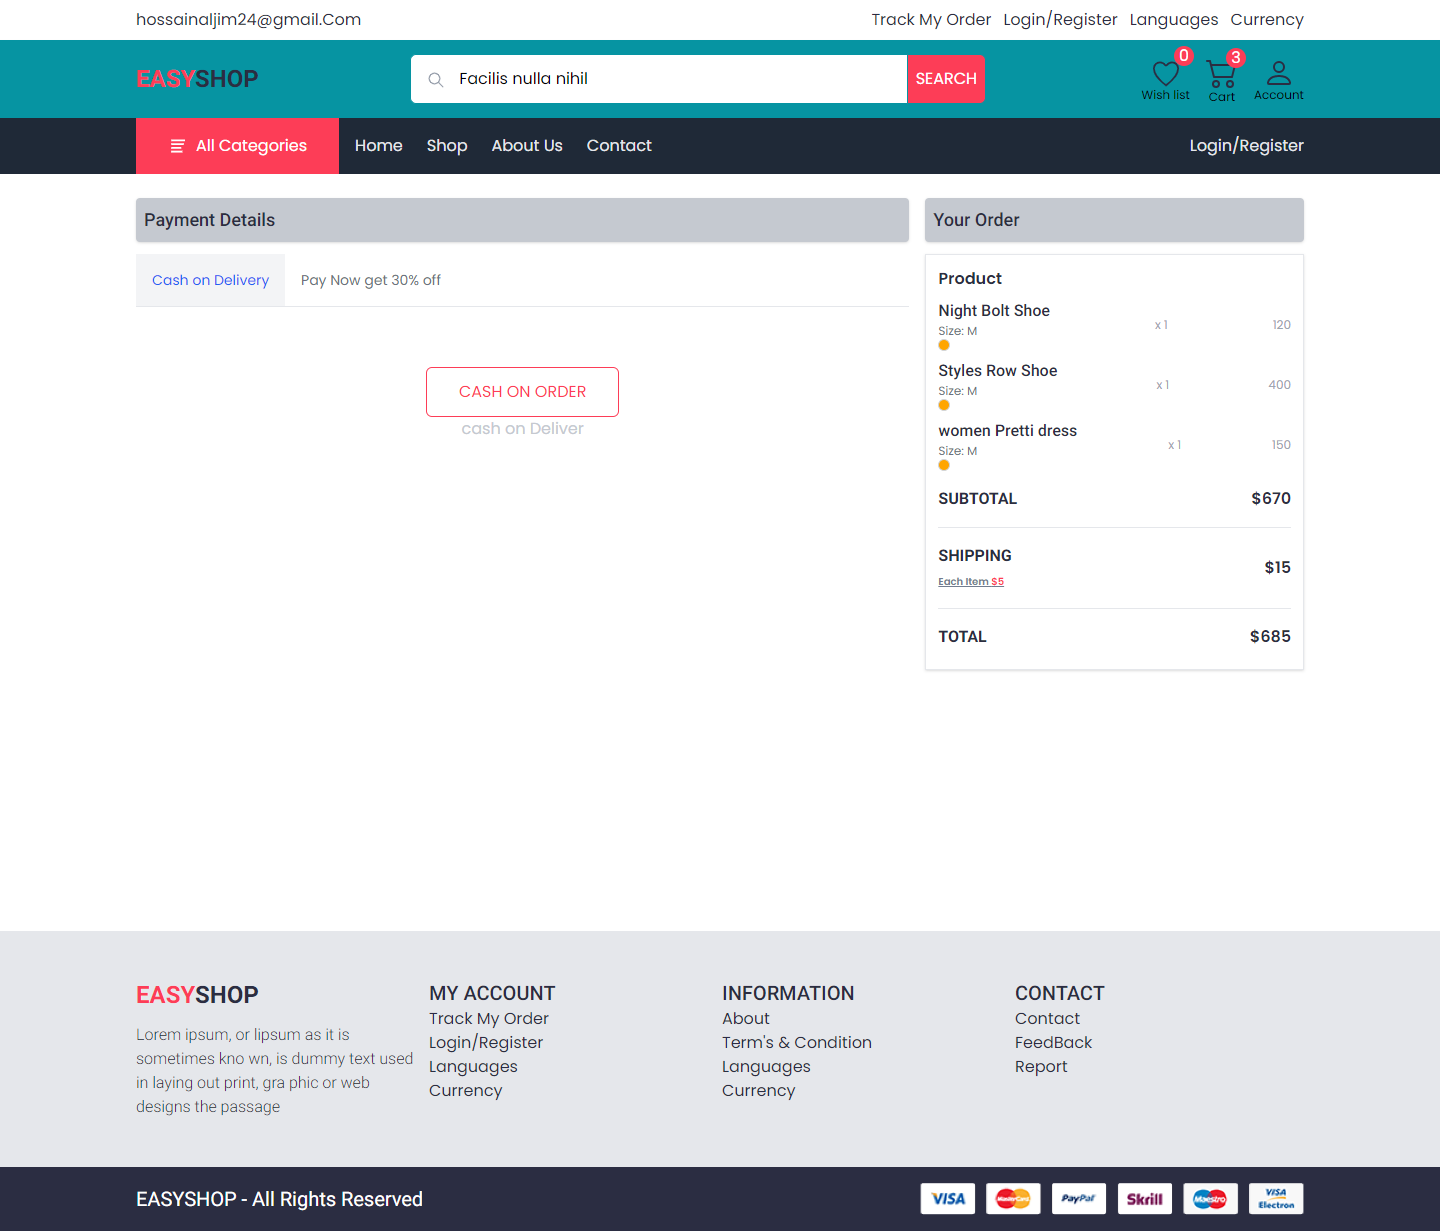 hossainaljim24@gmail.Com
Track My Order Login/Register Languages Currency
EASYSHOP
Facilis nulla nihil
SEARCH
0
Wish list
3
Cart
Account
All Categories
Home Shop About Us Contact
Login/Register
Payment Details
Cash on Delivery
Pay Now get 30% off
CASH ON ORDER
cash on Deliver
Your Order
Product
Night Bolt Shoe
Size: M
x 1
120
Styles Row Shoe
Size: M
x 1
400
women Pretti dress
Size: M
x 1
150
SUBTOTAL $670
SHIPPING
Each Item $5
$15
TOTAL $685
EASYSHOP
Lorem ipsum, or lipsum as it is
sometimes kno wn, is dummy text used
in laying out print, gra phic or web
designs the passage
MY ACCOUNT
Track My Order
Login/Register
Languages
Currency
INFORMATION
About
Term's & Condition
Languages
Currency
CONTACT
Contact
FeedBack
Report
EASYSHOP - All Rights Reserved
VISA
MasterCard
PayPal
Skrill
Maestro
VISA
Electron